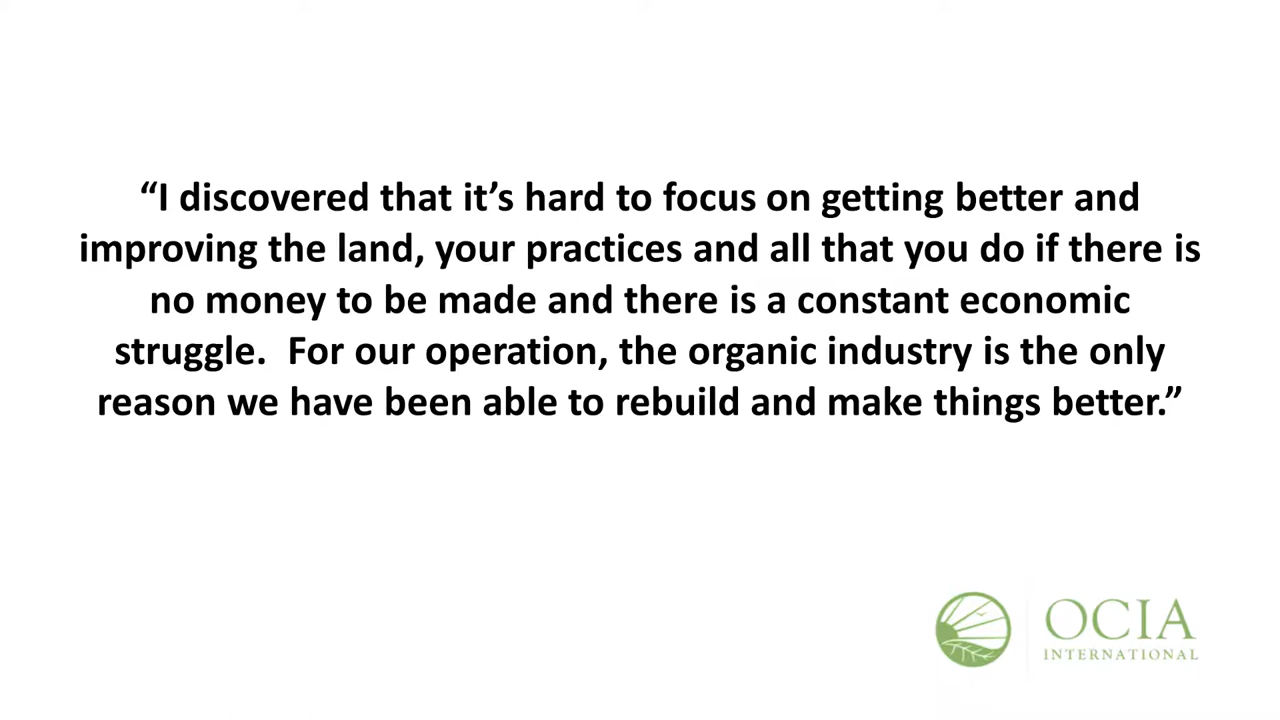 “I discovered that it’s hard to focus on getting better and
improving the land, your practices and all that you do if there is
no money to be made and there is a constant economic
struggle.  For our operation, the organic industry is the only
reason we have been able to rebuild and make things better.”
OCIA
INTERNATIONAL